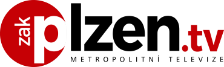 zak plzen.tv
METROPOLITNÍ TELEVIZE